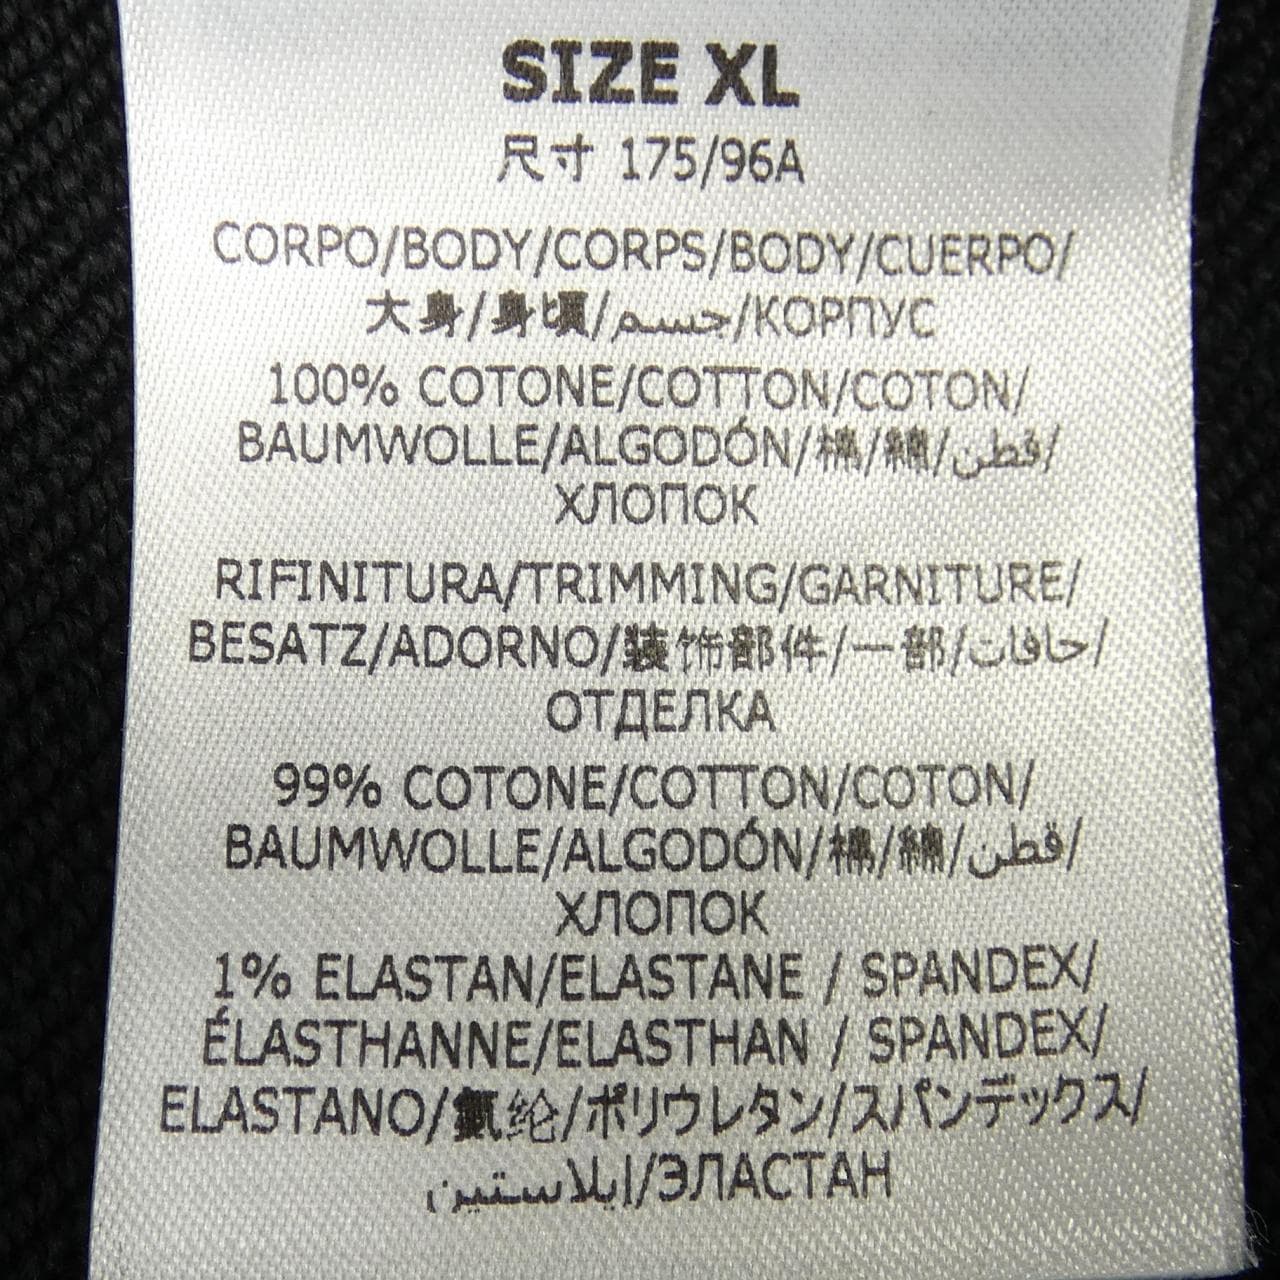 SIZE XL
尺寸 175/96A
CORPO/BODY/CORPS/BODY/CUERPO/
大身/身頃/جسم/КОРПУС
100% COTONE/COTTON/COTON/
BAUMWOLLE/ALGODÓN/棉/綿/قطن/
ХЛОПОК
RIFINITURA/TRIMMING/GARNITURE/
BESATZ/ADORNO/装饰部件/一部/حافات/
ОТДЕЛКА
99% COTONE/COTTON/COTON/
BAUMWOLLE/ALGODÓN/棉/綿/قطن/
ХЛОПОК
1% ELASTAN/ELASTANE / SPANDEX/
ÉLASTHANNE/ELASTHAN / SPANDEX/
ELASTANO/氨纶/ポリウレタン/スパンデックス/
إيلاستين/ЭЛАСТАН